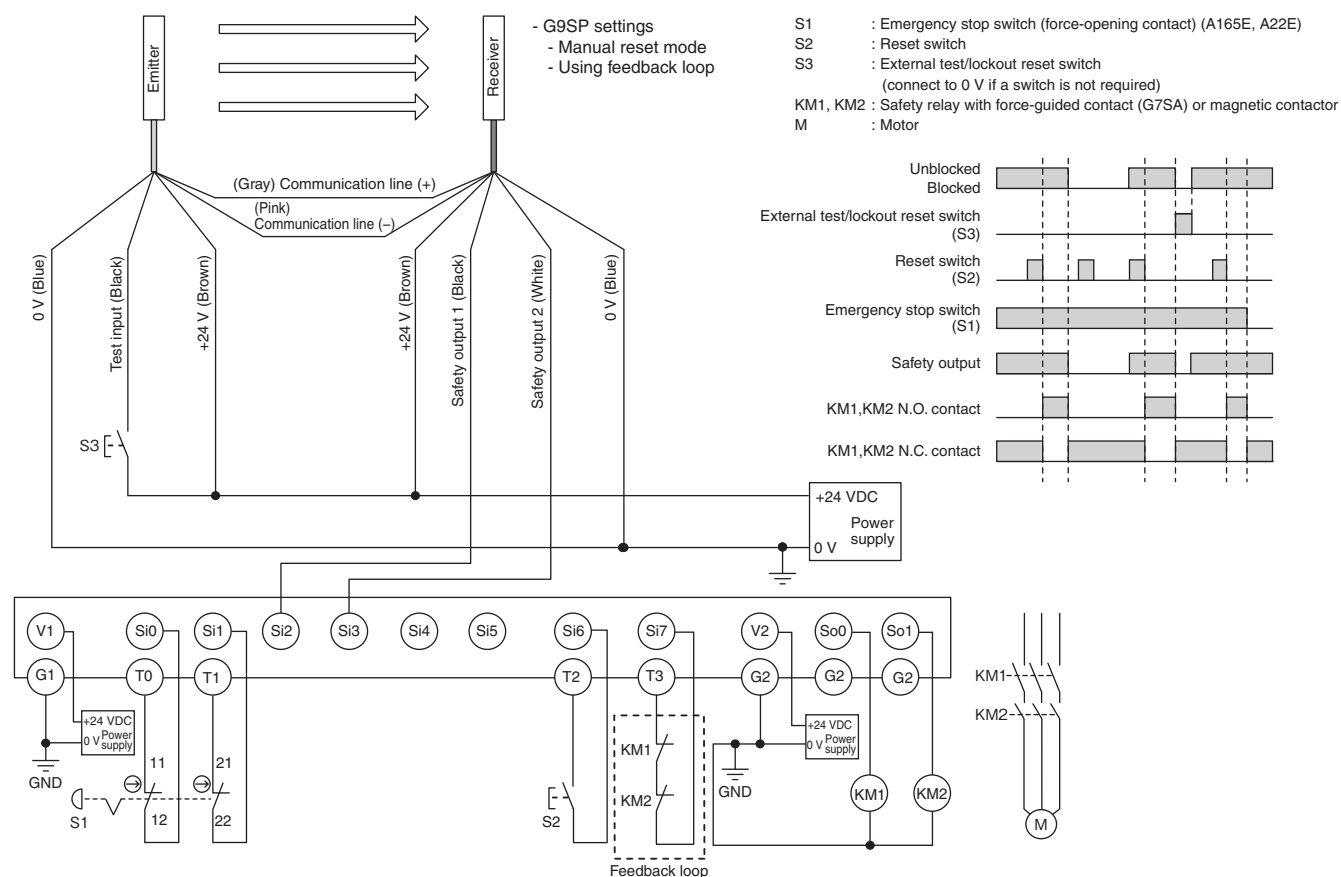 Emitter
Receiver
- G9SP settings
- Manual reset mode
- Using feedback loop
S1 : Emergency stop switch (force-opening contact) (A165E, A22E)
S2 : Reset switch
S3 : External test/lockout reset switch
(connect to 0 V if a switch is not required)
KM1, KM2 : Safety relay with force-guided contact (G7SA) or magnetic contactor
M : Motor
(Gray) Communication line (+)
(Pink)
Communication line (−)
0 V (Blue)
Test input (Black)
+24 V (Brown)
+24 V (Brown)
Safety output 1 (Black)
Safety output 2 (White)
0 V (Blue)
S3
Unblocked
Blocked
External test/lockout reset switch
(S3)
Reset switch
(S2)
Emergency stop switch
(S1)
Safety output
KM1,KM2 N.O. contact
KM1,KM2 N.C. contact
+24 VDC
Power
supply
0 V
V1 Si0 Si1 Si2 Si3 Si4 Si5 Si6 Si7 V2 So0 So1
G1 T0 T1 T2 T3 G2 G2 G2
+24 VDC
0 V Power
supply
GND
11
12
21
22
S1
S2
KM1
KM2
Feedback loop
+24 VDC
0 V Power
supply
GND
KM1
KM2
KM1
KM2
M